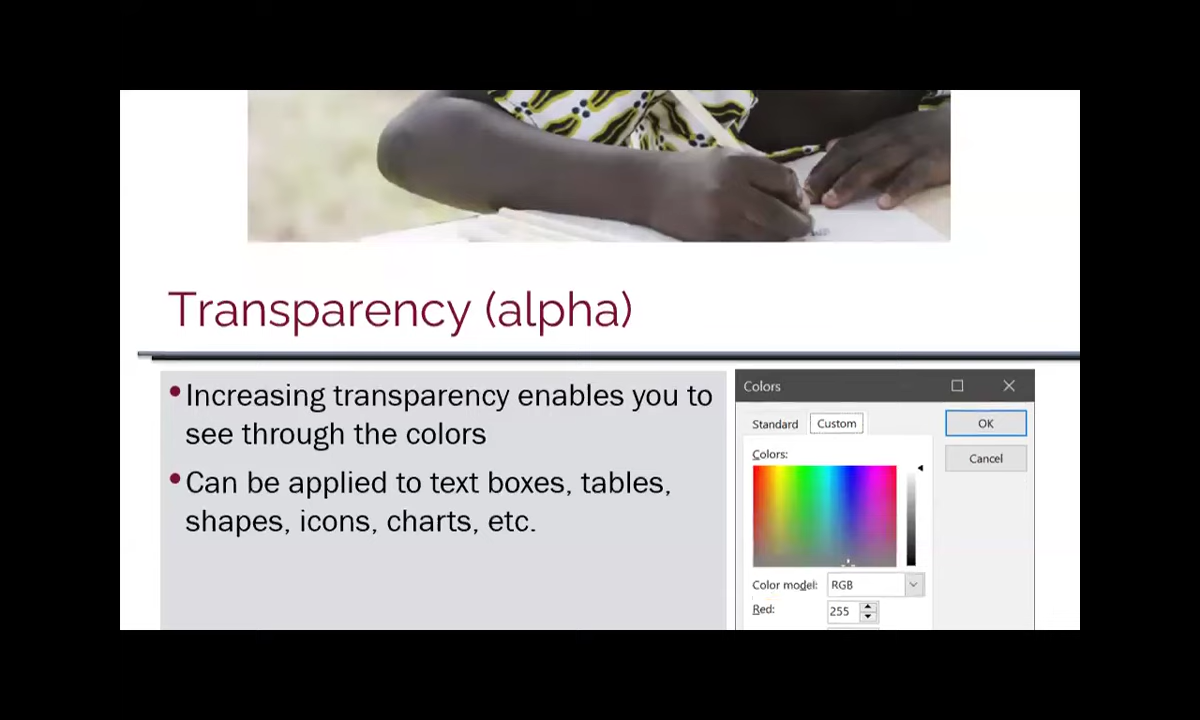 Transparency (alpha)
•Increasing transparency enables you to
see through the colors
•Can be applied to text boxes, tables,
shapes, icons, charts, etc.
Colors
Standard Custom
OK
Cancel
Colors:
Color model: RGB
Red: 255